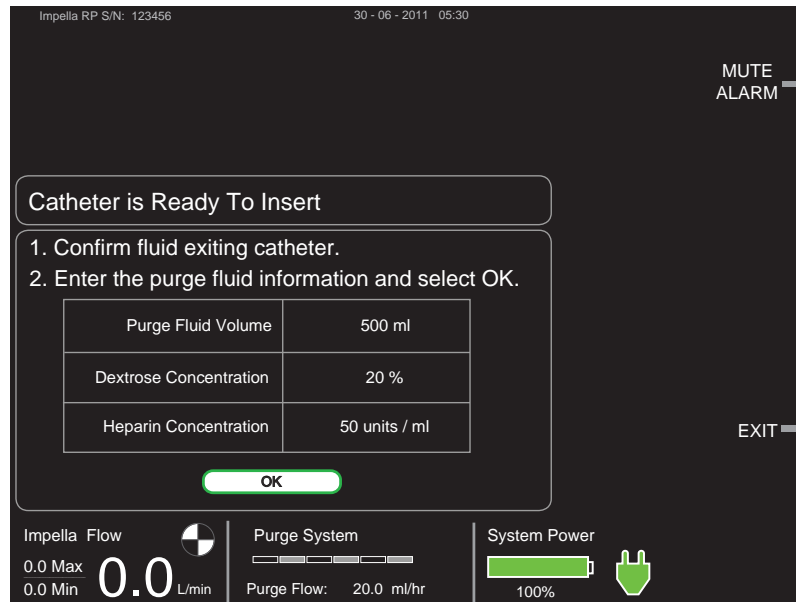 Impella RP S/N: 123456 30 - 06 - 2011 05:30
MUTE
ALARM
Catheter is Ready To Insert
1. Confirm fluid exiting catheter.
2. Enter the purge fluid information and select OK.
Purge Fluid Volume 500 ml
Dextrose Concentration 20 %
Heparin Concentration 50 units / ml
EXIT
OK
Impella Flow
0.0 Max
0.0 Min
0.0 L/min
Purge System
Purge Flow: 20.0 ml/hr
System Power
100%